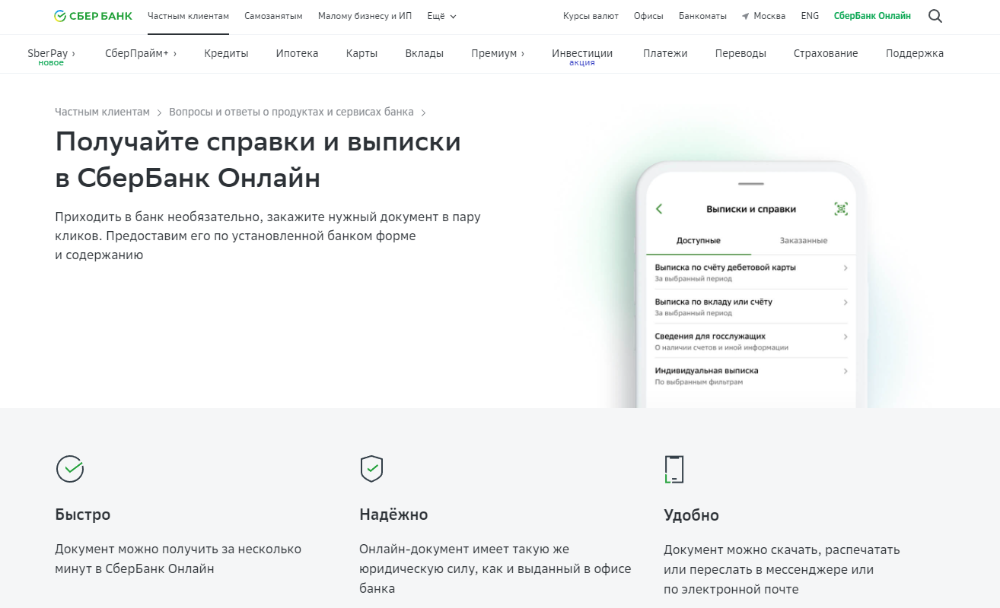 СБЕР БАНК Частным клиентам Самозанятым Малому бизнесу и ИП Ещё Курсы валют Офисы Банкоматы Москва ENG СберБанк Онлайн
SberPay › СберПрайм+ › Кредиты Ипотека Карты Вклады Премиум › Инвестиции Платежи Переводы Страхование Поддержка
новое акция
Частным клиентам Вопросы и ответы о продуктах и сервисах банка
Получайте справки и выписки
в СберБанк Онлайн
Приходить в банк необязательно, закажите нужный документ в пару
кликов. Предоставим его по установленной банком форме
и содержанию
Выписки и справки
Доступные Заказанные
Выписка по счёту дебетовой карты
За выбранный период
Выписка по вкладу или счёту
За выбранный период
Сведения для госслужащих
О наличии счетов и иной информации
Индивидуальная выписка
По выбранным фильтрам
Быстро
Документ можно получить за несколько
минут в СберБанк Онлайн
Надёжно
Онлайн-документ имеет такую же
юридическую силу, как и выданный в офисе
банка
Удобно
Документ можно скачать, распечатать
или переслать в мессенджере или
по электронной почте